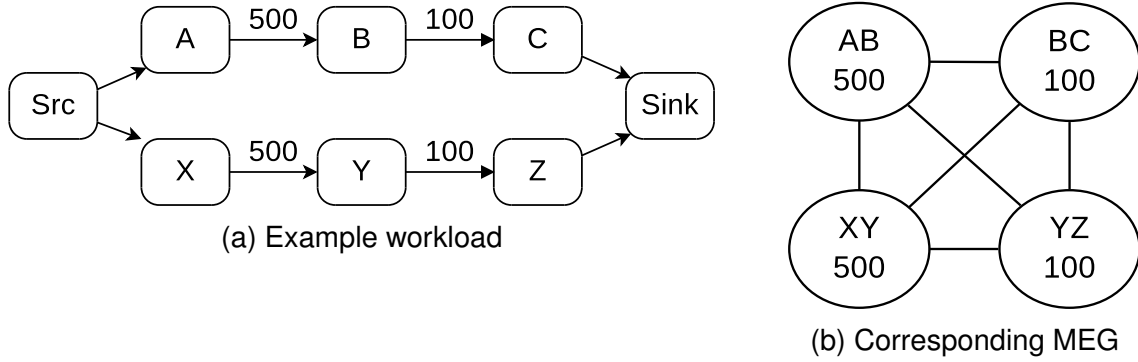 500
100
A
B
C
Src
Sink
500
100
X
Y
Z
(a) Example workload
AB
500
BC
100
XY
500
YZ
100
(b) Corresponding MEG